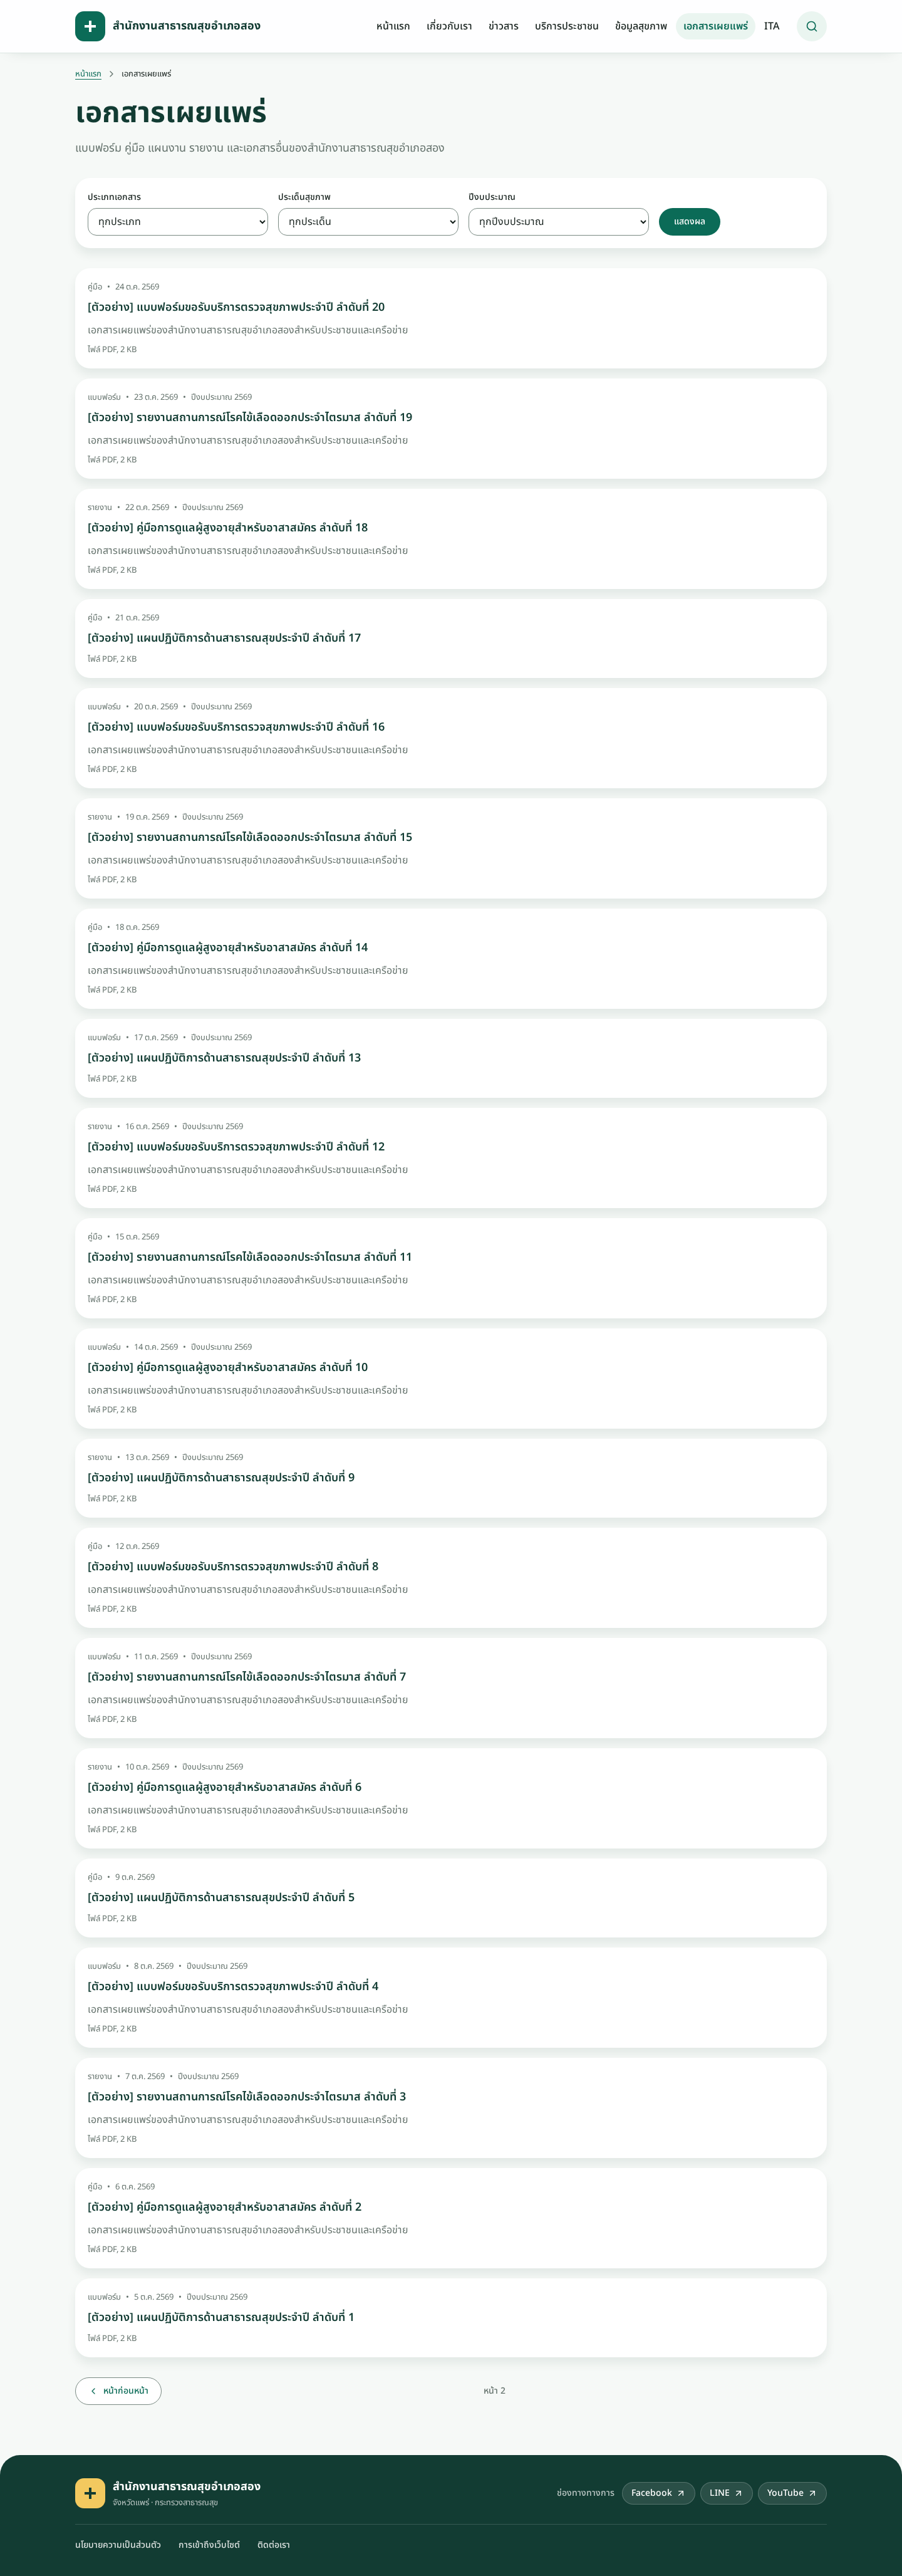 สำนักงานสาธารณสุขอำเภอสอง
หน้าแรก เกี่ยวกับเรา ข่าวสาร บริการประชาชน ข้อมูลสุขภาพ เอกสารเผยแพร่ ITA
หน้าแรก เอกสารเผยแพร่
เอกสารเผยแพร่
แบบฟอร์ม คู่มือ แผนงาน รายงาน และเอกสารอื่นของสำนักงานสาธารณสุขอำเภอสอง
ประเภทเอกสาร ประเด็นสุขภาพ ปีงบประมาณ
ทุกประเภท ทุกประเด็น ทุกปีงบประมาณ แสดงผล
คู่มือ • 24 ต.ค. 2569
[ตัวอย่าง] แบบฟอร์มขอรับบริการตรวจสุขภาพประจำปี ลำดับที่ 20
เอกสารเผยแพร่ของสำนักงานสาธารณสุขอำเภอสองสำหรับประชาชนและเครือข่าย
ไฟล์ PDF, 2 KB
แบบฟอร์ม • 23 ต.ค. 2569 • ปีงบประมาณ 2569
[ตัวอย่าง] รายงานสถานการณ์โรคไข้เลือดออกประจำไตรมาส ลำดับที่ 19
เอกสารเผยแพร่ของสำนักงานสาธารณสุขอำเภอสองสำหรับประชาชนและเครือข่าย
ไฟล์ PDF, 2 KB
รายงาน • 22 ต.ค. 2569 • ปีงบประมาณ 2569
[ตัวอย่าง] คู่มือการดูแลผู้สูงอายุสำหรับอาสาสมัคร ลำดับที่ 18
เอกสารเผยแพร่ของสำนักงานสาธารณสุขอำเภอสองสำหรับประชาชนและเครือข่าย
ไฟล์ PDF, 2 KB
คู่มือ • 21 ต.ค. 2569
[ตัวอย่าง] แผนปฏิบัติการด้านสาธารณสุขประจำปี ลำดับที่ 17
ไฟล์ PDF, 2 KB
แบบฟอร์ม • 20 ต.ค. 2569 • ปีงบประมาณ 2569
[ตัวอย่าง] แบบฟอร์มขอรับบริการตรวจสุขภาพประจำปี ลำดับที่ 16
เอกสารเผยแพร่ของสำนักงานสาธารณสุขอำเภอสองสำหรับประชาชนและเครือข่าย
ไฟล์ PDF, 2 KB
รายงาน • 19 ต.ค. 2569 • ปีงบประมาณ 2569
[ตัวอย่าง] รายงานสถานการณ์โรคไข้เลือดออกประจำไตรมาส ลำดับที่ 15
เอกสารเผยแพร่ของสำนักงานสาธารณสุขอำเภอสองสำหรับประชาชนและเครือข่าย
ไฟล์ PDF, 2 KB
คู่มือ • 18 ต.ค. 2569
[ตัวอย่าง] คู่มือการดูแลผู้สูงอายุสำหรับอาสาสมัคร ลำดับที่ 14
เอกสารเผยแพร่ของสำนักงานสาธารณสุขอำเภอสองสำหรับประชาชนและเครือข่าย
ไฟล์ PDF, 2 KB
แบบฟอร์ม • 17 ต.ค. 2569 • ปีงบประมาณ 2569
[ตัวอย่าง] แผนปฏิบัติการด้านสาธารณสุขประจำปี ลำดับที่ 13
ไฟล์ PDF, 2 KB
รายงาน • 16 ต.ค. 2569 • ปีงบประมาณ 2569
[ตัวอย่าง] แบบฟอร์มขอรับบริการตรวจสุขภาพประจำปี ลำดับที่ 12
เอกสารเผยแพร่ของสำนักงานสาธารณสุขอำเภอสองสำหรับประชาชนและเครือข่าย
ไฟล์ PDF, 2 KB
คู่มือ • 15 ต.ค. 2569
[ตัวอย่าง] รายงานสถานการณ์โรคไข้เลือดออกประจำไตรมาส ลำดับที่ 11
เอกสารเผยแพร่ของสำนักงานสาธารณสุขอำเภอสองสำหรับประชาชนและเครือข่าย
ไฟล์ PDF, 2 KB
แบบฟอร์ม • 14 ต.ค. 2569 • ปีงบประมาณ 2569
[ตัวอย่าง] คู่มือการดูแลผู้สูงอายุสำหรับอาสาสมัคร ลำดับที่ 10
เอกสารเผยแพร่ของสำนักงานสาธารณสุขอำเภอสองสำหรับประชาชนและเครือข่าย
ไฟล์ PDF, 2 KB
รายงาน • 13 ต.ค. 2569 • ปีงบประมาณ 2569
[ตัวอย่าง] แผนปฏิบัติการด้านสาธารณสุขประจำปี ลำดับที่ 9
ไฟล์ PDF, 2 KB
คู่มือ • 12 ต.ค. 2569
[ตัวอย่าง] แบบฟอร์มขอรับบริการตรวจสุขภาพประจำปี ลำดับที่ 8
เอกสารเผยแพร่ของสำนักงานสาธารณสุขอำเภอสองสำหรับประชาชนและเครือข่าย
ไฟล์ PDF, 2 KB
แบบฟอร์ม • 11 ต.ค. 2569 • ปีงบประมาณ 2569
[ตัวอย่าง] รายงานสถานการณ์โรคไข้เลือดออกประจำไตรมาส ลำดับที่ 7
เอกสารเผยแพร่ของสำนักงานสาธารณสุขอำเภอสองสำหรับประชาชนและเครือข่าย
ไฟล์ PDF, 2 KB
รายงาน • 10 ต.ค. 2569 • ปีงบประมาณ 2569
[ตัวอย่าง] คู่มือการดูแลผู้สูงอายุสำหรับอาสาสมัคร ลำดับที่ 6
เอกสารเผยแพร่ของสำนักงานสาธารณสุขอำเภอสองสำหรับประชาชนและเครือข่าย
ไฟล์ PDF, 2 KB
คู่มือ • 9 ต.ค. 2569
[ตัวอย่าง] แผนปฏิบัติการด้านสาธารณสุขประจำปี ลำดับที่ 5
ไฟล์ PDF, 2 KB
แบบฟอร์ม • 8 ต.ค. 2569 • ปีงบประมาณ 2569
[ตัวอย่าง] แบบฟอร์มขอรับบริการตรวจสุขภาพประจำปี ลำดับที่ 4
เอกสารเผยแพร่ของสำนักงานสาธารณสุขอำเภอสองสำหรับประชาชนและเครือข่าย
ไฟล์ PDF, 2 KB
รายงาน • 7 ต.ค. 2569 • ปีงบประมาณ 2569
[ตัวอย่าง] รายงานสถานการณ์โรคไข้เลือดออกประจำไตรมาส ลำดับที่ 3
เอกสารเผยแพร่ของสำนักงานสาธารณสุขอำเภอสองสำหรับประชาชนและเครือข่าย
ไฟล์ PDF, 2 KB
คู่มือ • 6 ต.ค. 2569
[ตัวอย่าง] คู่มือการดูแลผู้สูงอายุสำหรับอาสาสมัคร ลำดับที่ 2
เอกสารเผยแพร่ของสำนักงานสาธารณสุขอำเภอสองสำหรับประชาชนและเครือข่าย
ไฟล์ PDF, 2 KB
แบบฟอร์ม • 5 ต.ค. 2569 • ปีงบประมาณ 2569
[ตัวอย่าง] แผนปฏิบัติการด้านสาธารณสุขประจำปี ลำดับที่ 1
ไฟล์ PDF, 2 KB
หน้าก่อนหน้า หน้า 2
สำนักงานสาธารณสุขอำเภอสอง
จังหวัดแพร่ · กระทรวงสาธารณสุข
ช่องทางทางการ Facebook LINE YouTube
นโยบายความเป็นส่วนตัว การเข้าถึงเว็บไซต์ ติดต่อเรา